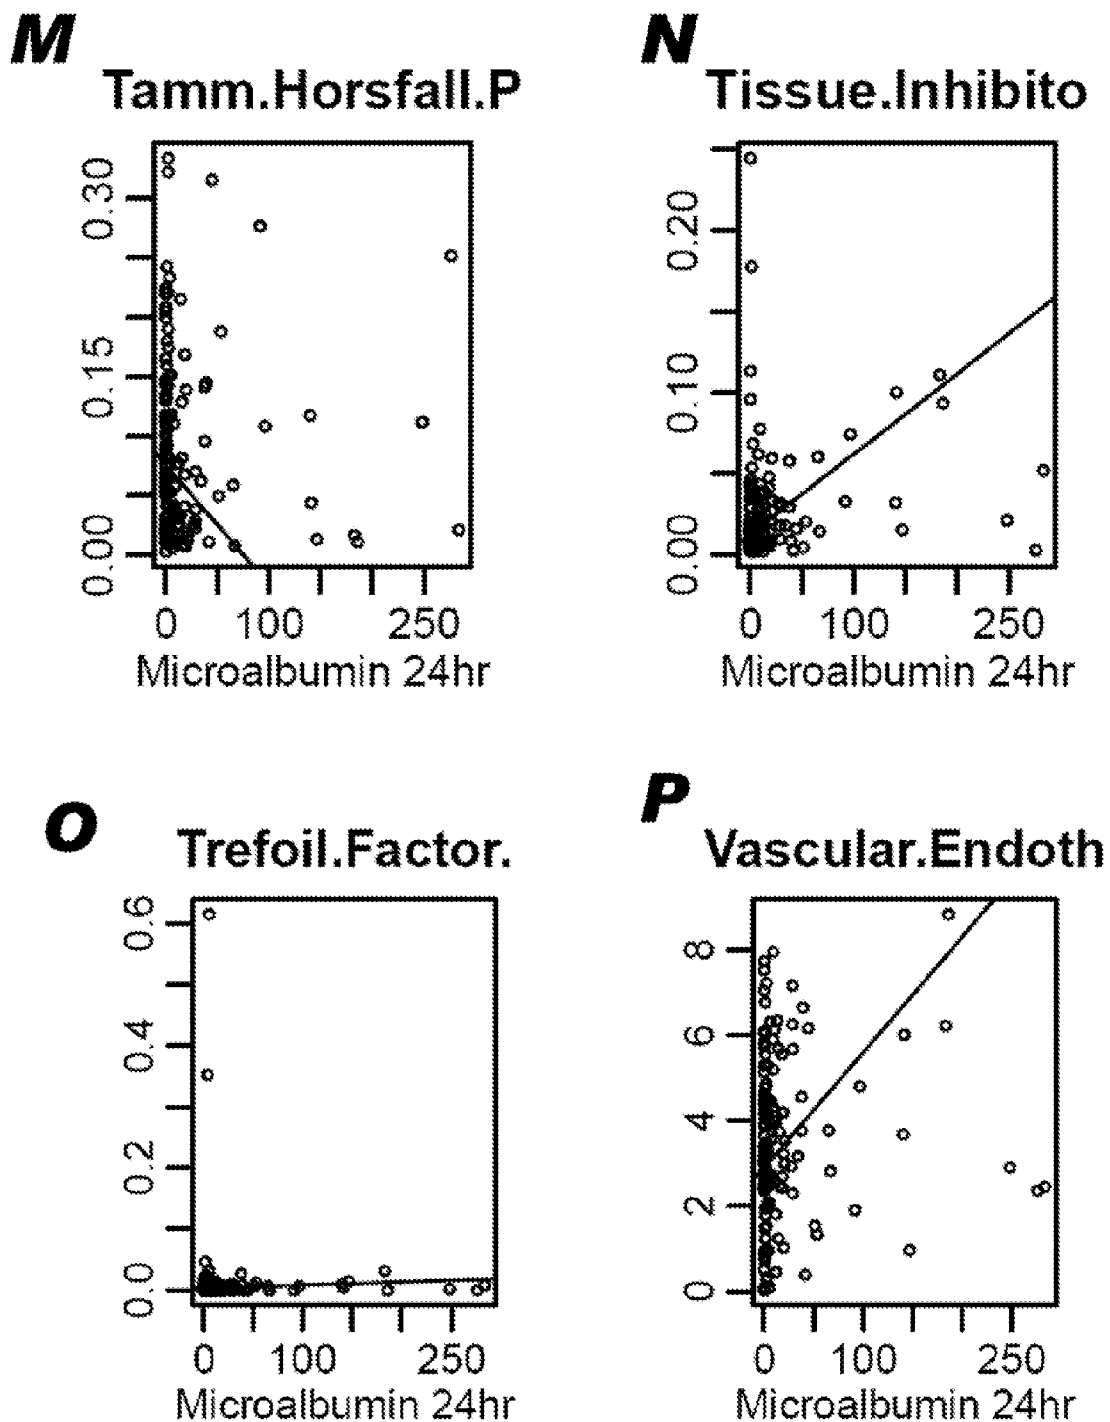 M
Tamm.Horsfall.P
0.30
0.15
0.00
0 100 250
Microalbumin 24hr
N
Tissue.Inhibito
0.20
0.10
0.00
0 100 250
Microalbumin 24hr
O
Trefoil.Factor.
0.6
0.4
0.2
0.0
0 100 250
Microalbumin 24hr
P
Vascular.Endoth
8
6
4
2
0
0 100 250
Microalbumin 24hr